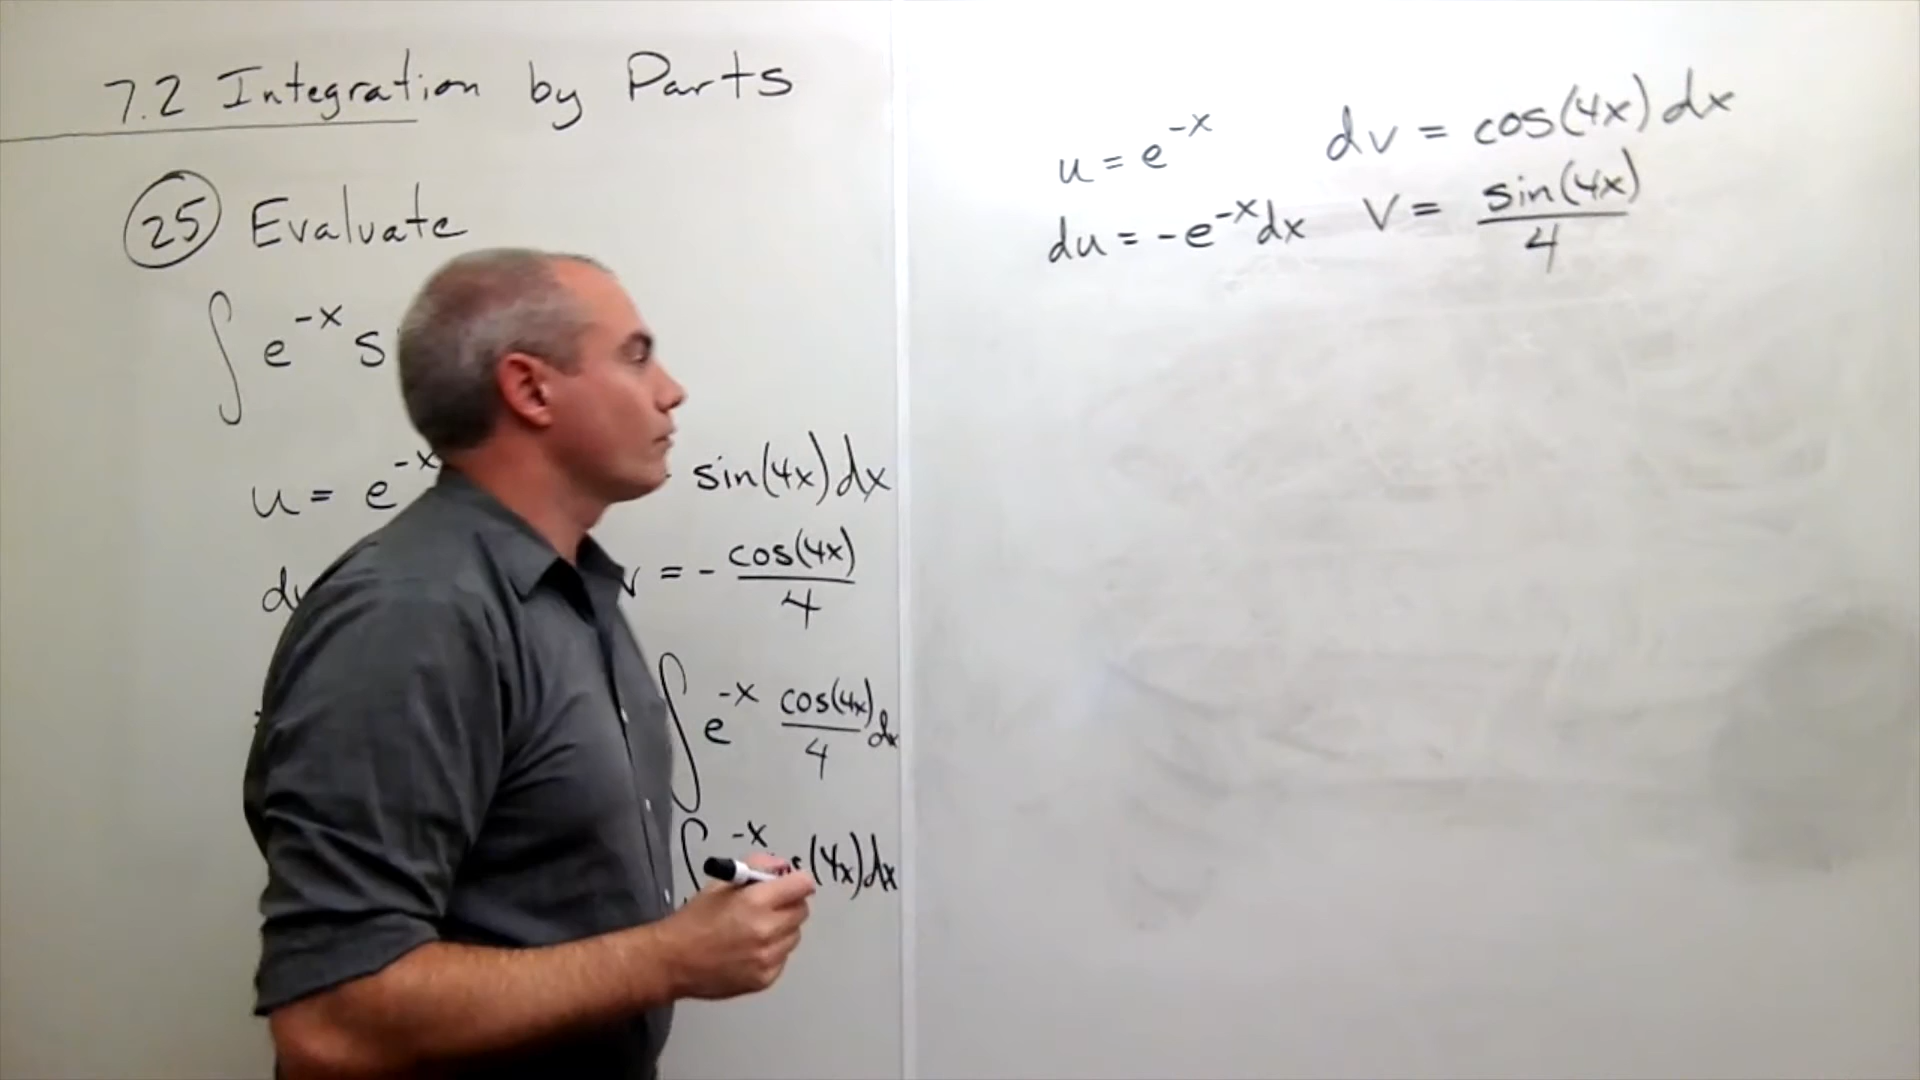 7.2 Integration by Parts
25 Evaluate
∫ e^-x s
u = e^-x sin(4x) dx
du v = - cos(4x)/4
∫ e^-x cos(4x)/4 dx
∫ -x (4x) dx
u = e^-x dv = cos(4x) dx
du = -e^-x dx v = sin(4x)/4